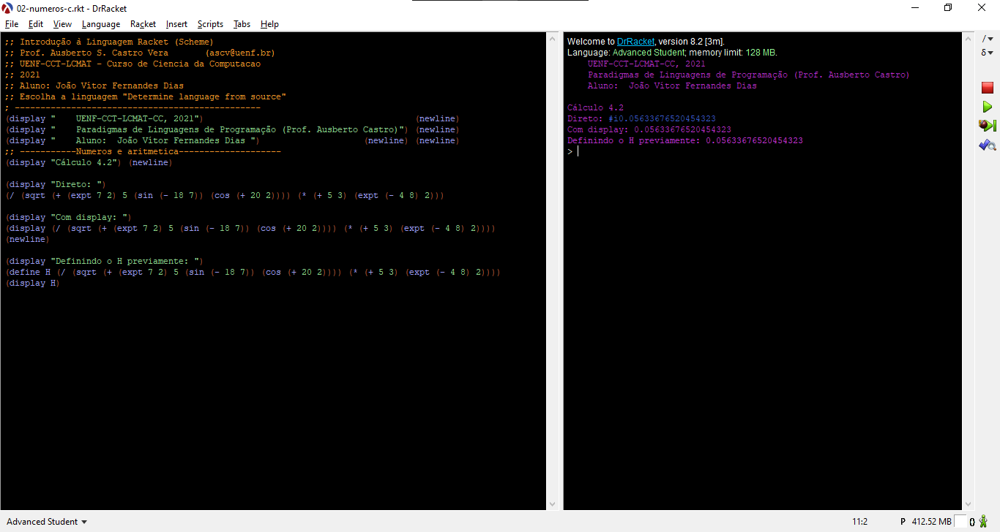 02-numeros-c.rkt - DrRacket
File Edit View Language Racket Insert Scripts Tabs Help
;; Introdução à Linguagem Racket (Scheme)
;; Prof. Ausberto S. Castro Vera (ascv@uenf.br)
;; UENF-CCT-LCMAT - Curso de Ciencia da Computacao
;; 2021
;; Aluno: João Vítor Fernandes Dias
;; Escolha a linguagem "Determine language from source"
; ------------------------------------------------
(display "    UENF-CCT-LCMAT-CC, 2021") (newline)
(display "    Paradigmas de Linguagens de Programação (Prof. Ausberto Castro)") (newline)
(display "    Aluno:  João Vítor Fernandes Dias ") (newline) (newline)
;; -----------Numeros e aritmetica--------------------
(display "Cálculo 4.2") (newline)
(display "Direto: ")
(/ (sqrt (+ (expt 7 2) 5 (sin (- 18 7)) (cos (+ 20 2)))) (* (+ 5 3) (expt (- 4 8) 2)))
(display "Com display: ")
(display (/ (sqrt (+ (expt 7 2) 5 (sin (- 18 7)) (cos (+ 20 2)))) (* (+ 5 3) (expt (- 4 8) 2))))
(newline)
(display "Definindo o H previamente: ")
(define H (/ (sqrt (+ (expt 7 2) 5 (sin (- 18 7)) (cos (+ 20 2)))) (* (+ 5 3) (expt (- 4 8) 2))))
(display H)
Welcome to DrRacket, version 8.2 [3m].
Language: Advanced Student; memory limit: 128 MB.
UENF-CCT-LCMAT-CC, 2021
Paradigmas de Linguagens de Programação (Prof. Ausberto Castro)
Aluno:  João Vítor Fernandes Dias
Cálculo 4.2
Direto: #i0.05633676520454323
Com display: 0.05633676520454323
Definindo o H previamente: 0.05633676520454323
>
/
δ
Advanced Student 11:2 P 412.52 MB ()